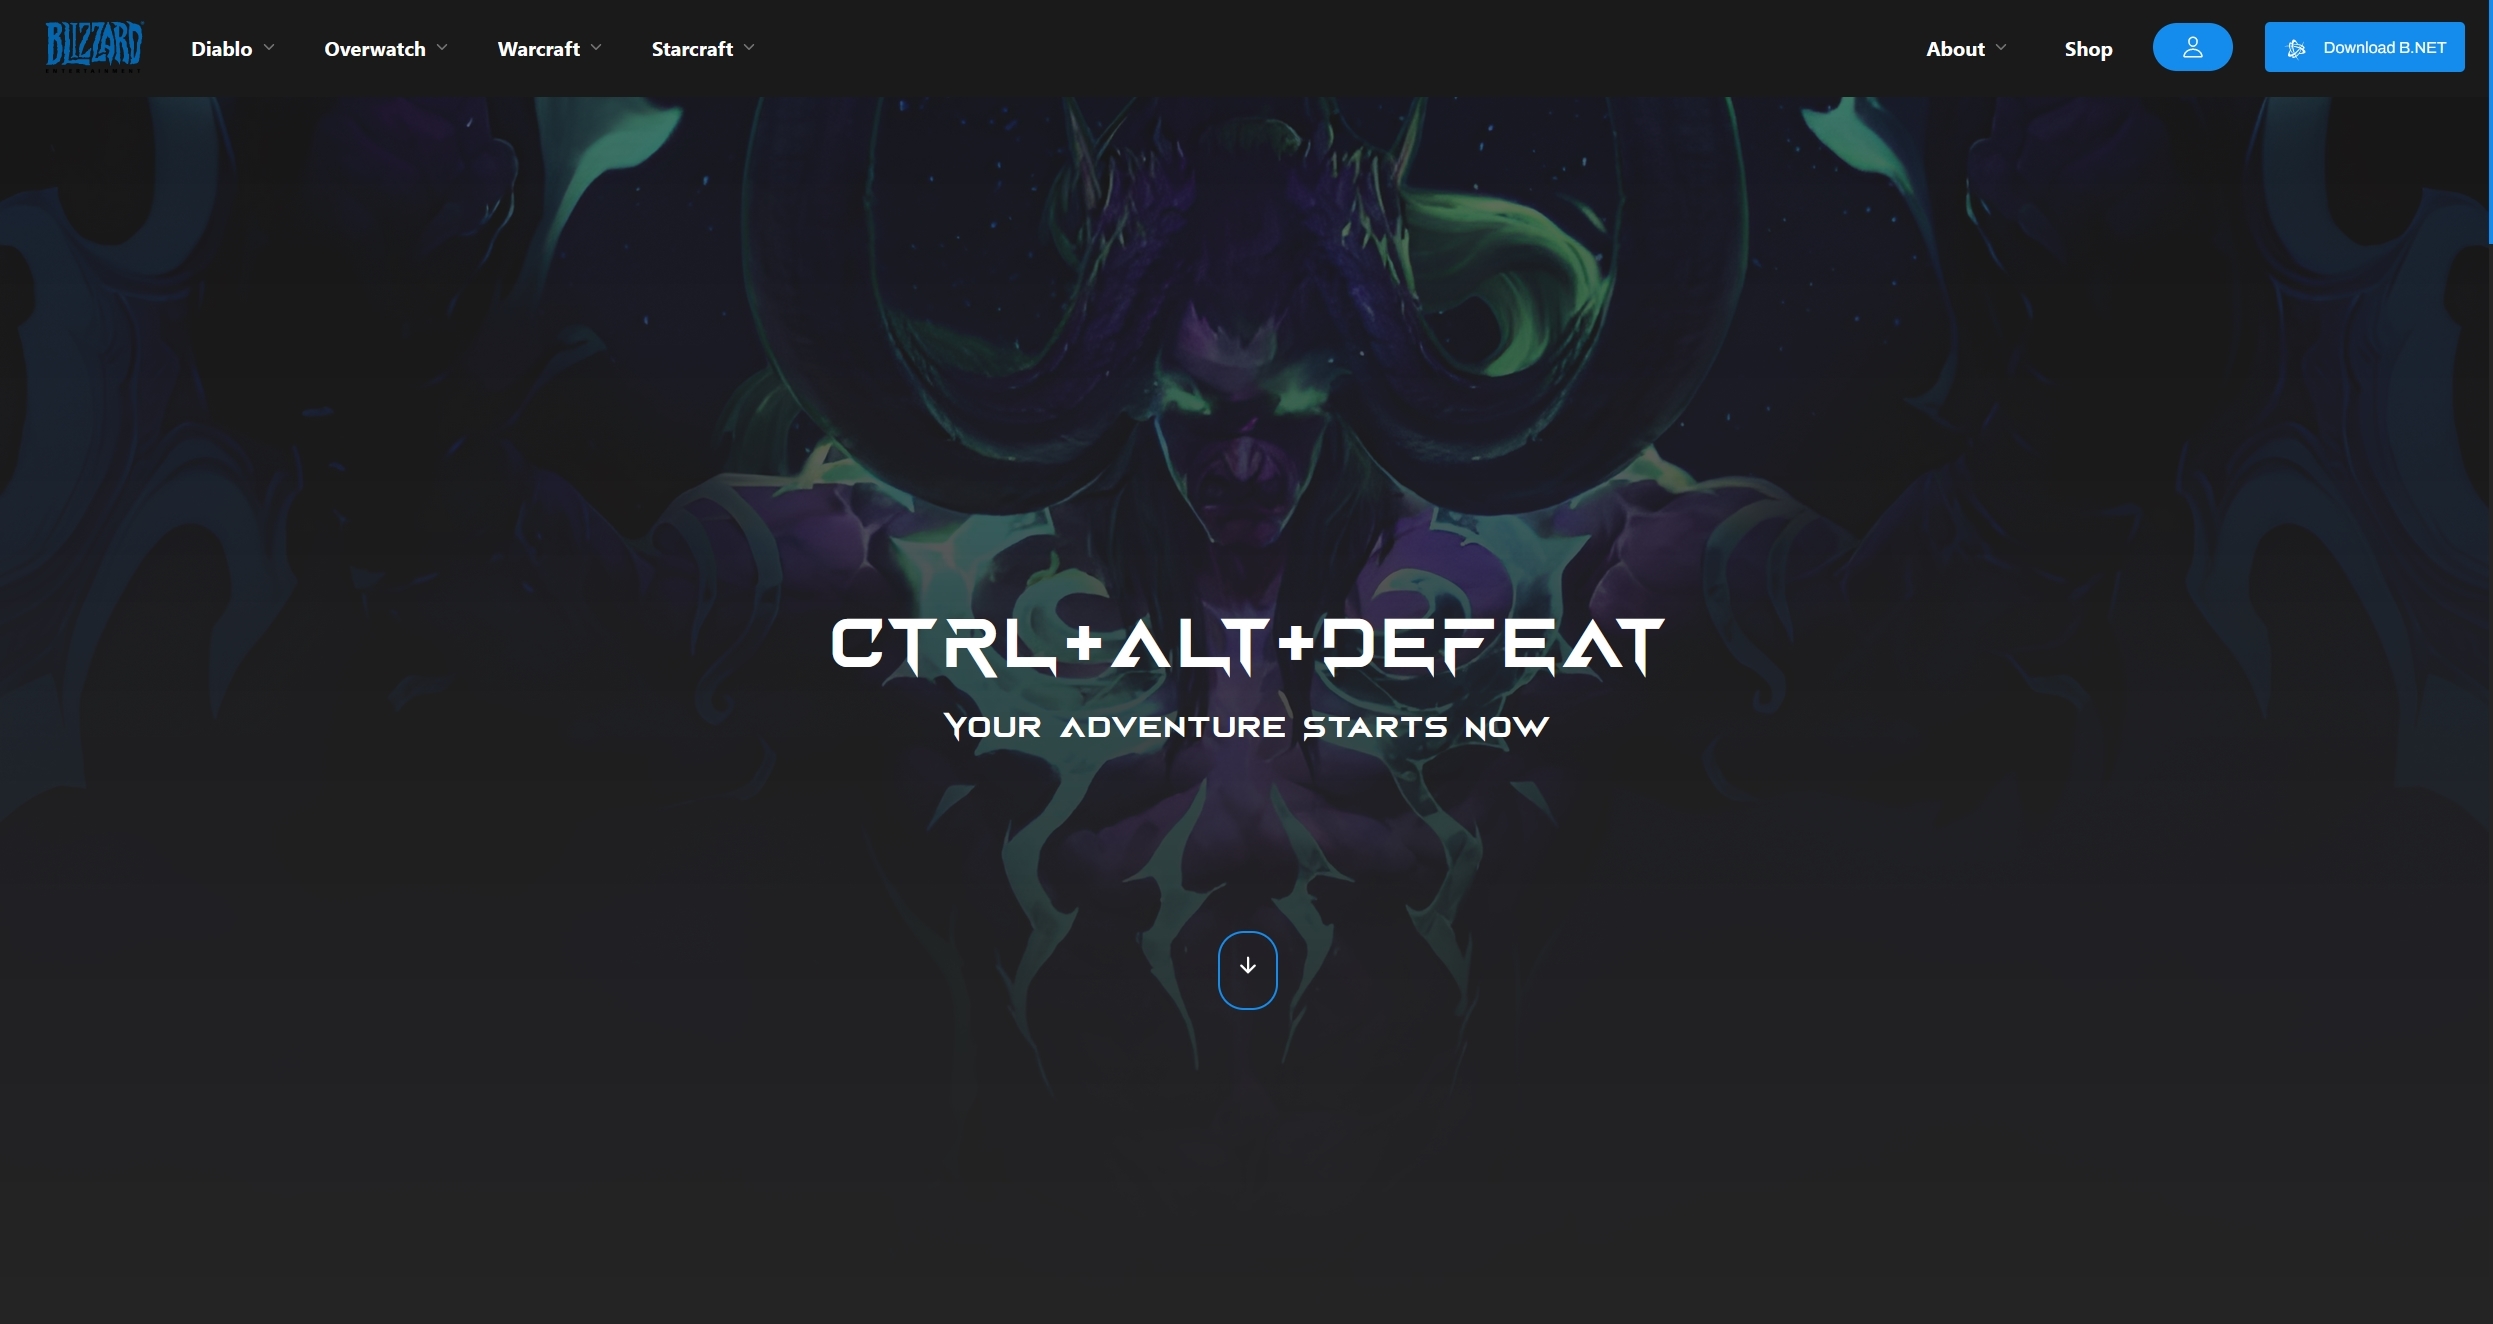 BLIZZARD
ENTERTAINMENT
Diablo Overwatch Warcraft Starcraft About Shop Download B.NET
CTRL+ALT+DEFEAT
YOUR ADVENTURE STARTS NOW